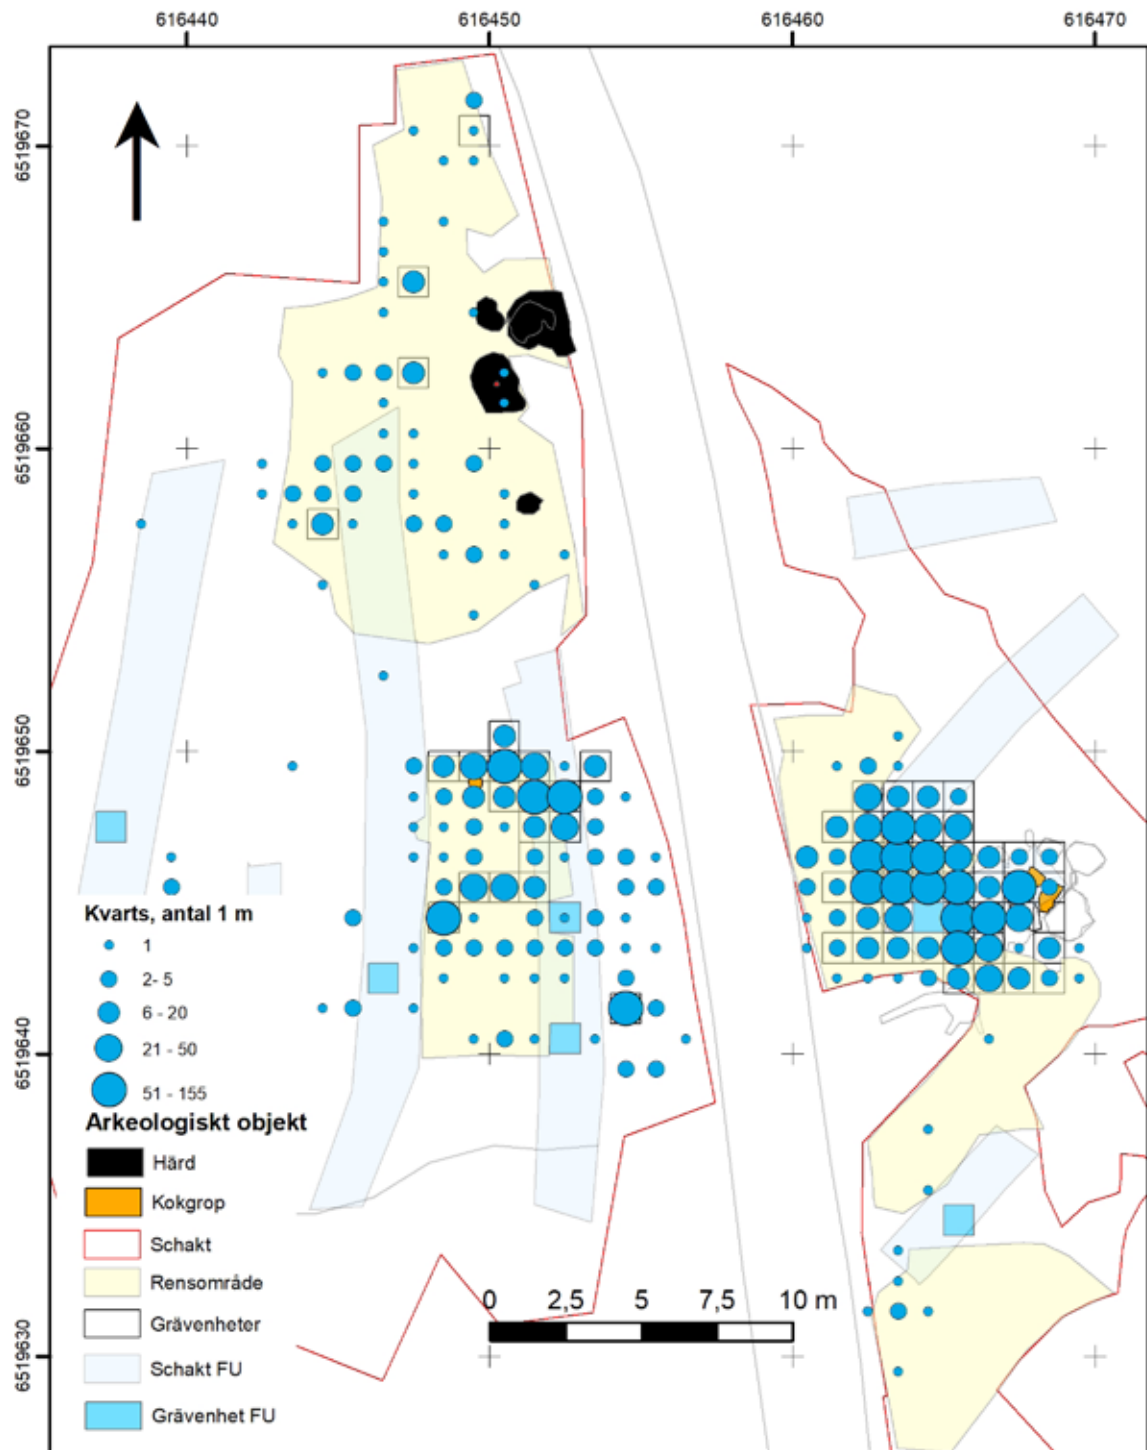 616440 616450 616460 616470
6519670
6519660
6519650
6519640
6519630
Kvarts, antal 1 m
1
2- 5
6 - 20
21 - 50
51 - 155
Arkeologiskt objekt
Härd
Kokgrop
Schakt
Rensområde
Grävenheter
Schakt FU
Grävenhet FU
0 2,5 5 7,5 10 m